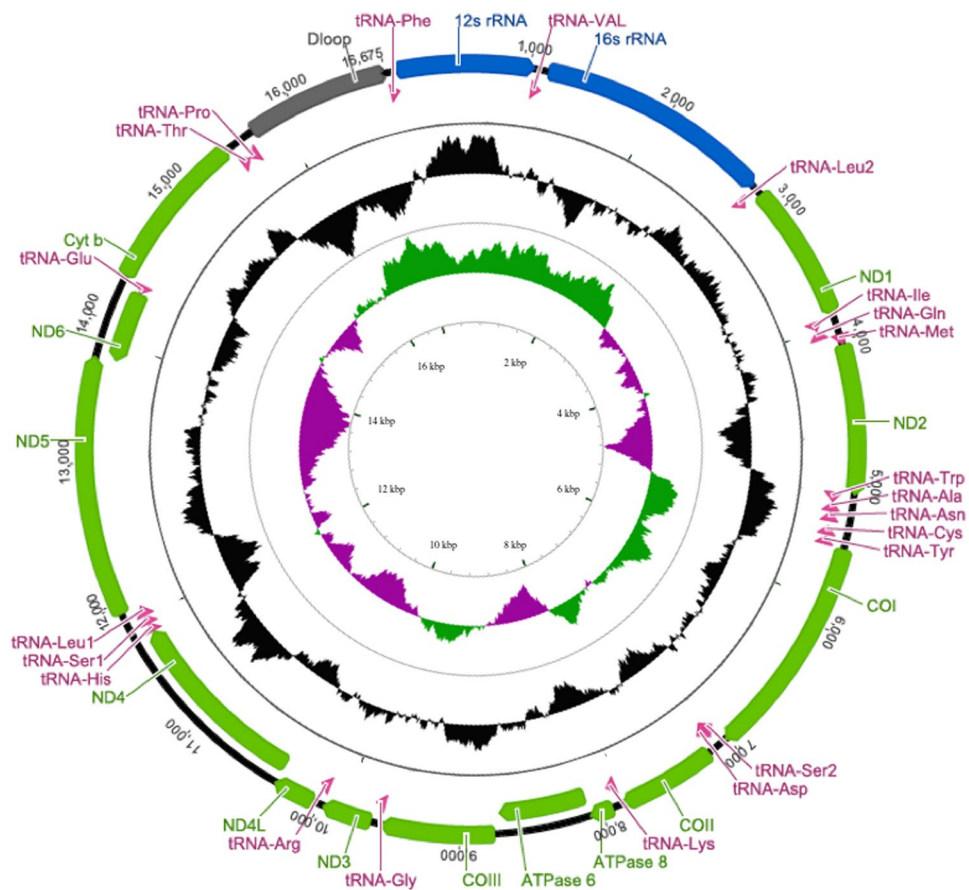 tRNA-Phe
12s rRNA
tRNA-VAL
1,000
16s rRNA
2,000
tRNA-Leu2
3,000
ND1
tRNA-Ile
tRNA-Gln
tRNA-Met
4,000
ND2
5,000
tRNA-Trp
tRNA-Ala
tRNA-Asn
tRNA-Cys
tRNA-Tyr
COI
6,000
7,000
tRNA-Ser2
tRNA-Asp
COII
tRNA-Lys
8,000
ATPase 8
ATPase 6
COIII
9,000
tRNA-Gly
ND3
10,000
tRNA-Arg
ND4L
11,000
ND4
tRNA-His
tRNA-Ser1
tRNA-Leu1
12,000
13,000
ND5
ND6
14,000
tRNA-Glu
Cyt b
15,000
tRNA-Thr
tRNA-Pro
16,000
Dloop
16,675
2 kbp
4 kbp
6 kbp
8 kbp
10 kbp
12 kbp
14 kbp
16 kbp